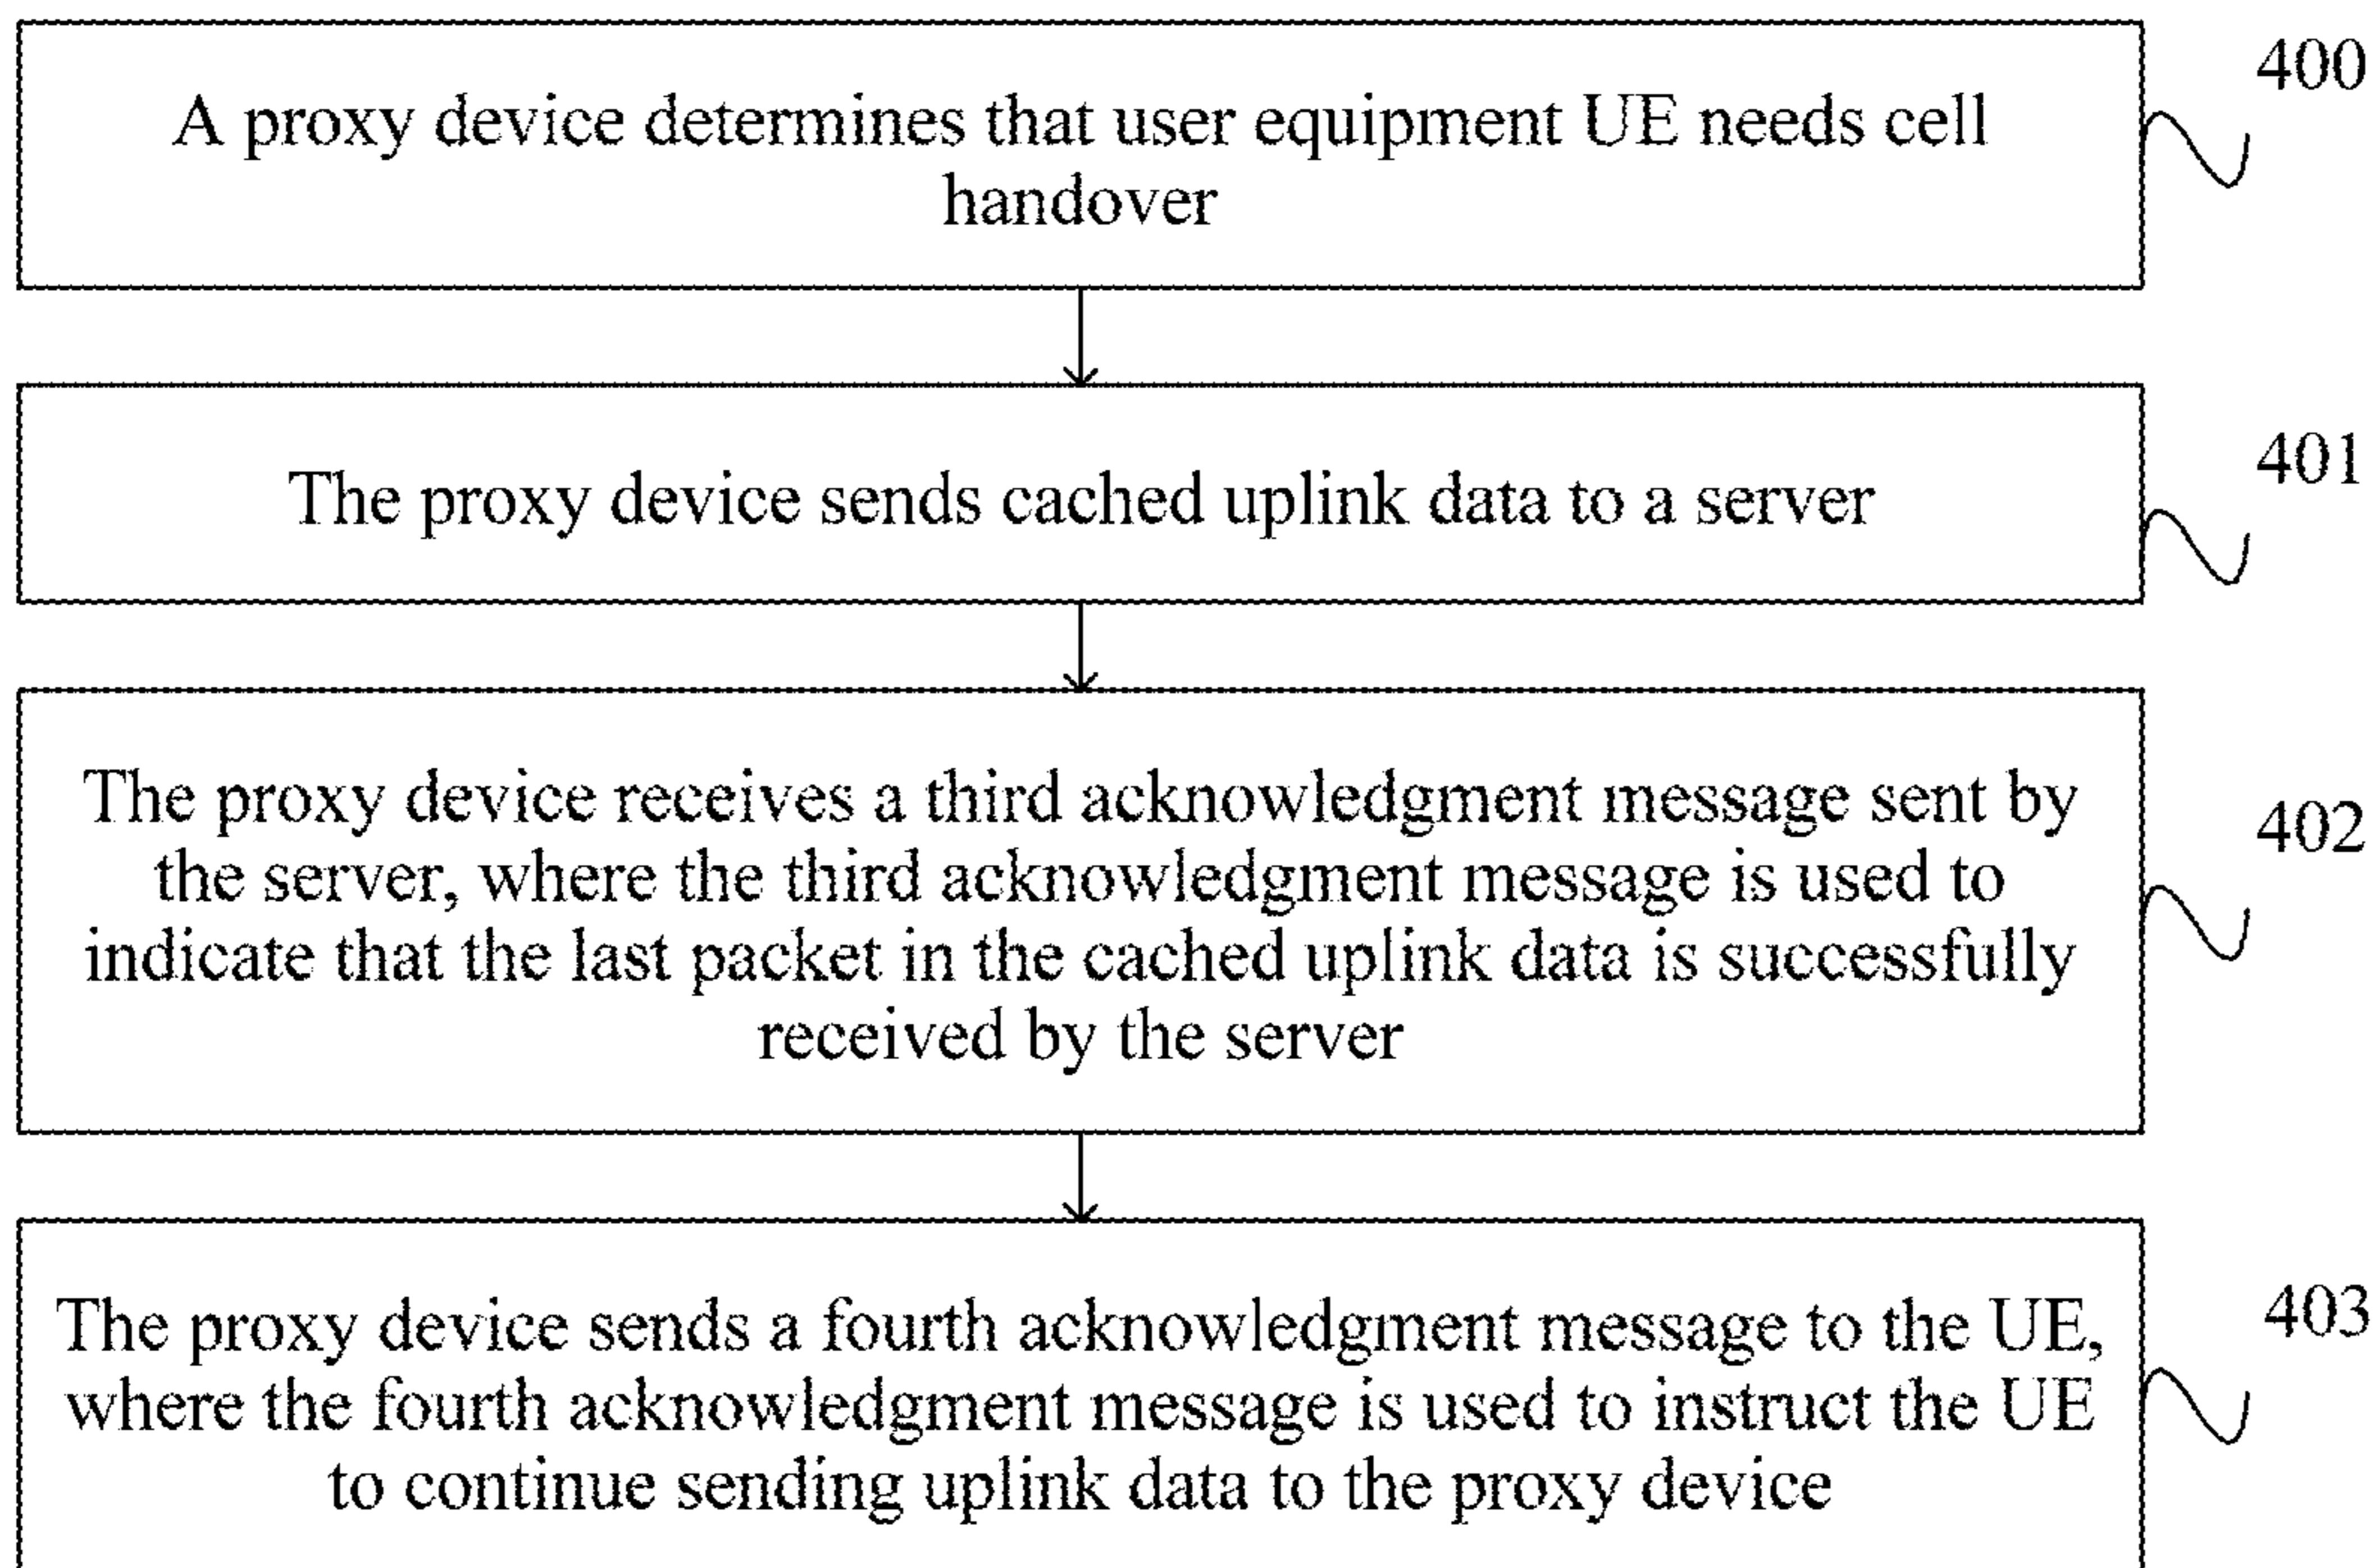 A proxy device determines that user equipment UE needs cell
handover
400
The proxy device sends cached uplink data to a server
401
The proxy device receives a third acknowledgment message sent by
the server, where the third acknowledgment message is used to
indicate that the last packet in the cached uplink data is successfully
received by the server
402
The proxy device sends a fourth acknowledgment message to the UE,
where the fourth acknowledgment message is used to instruct the UE
to continue sending uplink data to the proxy device
403